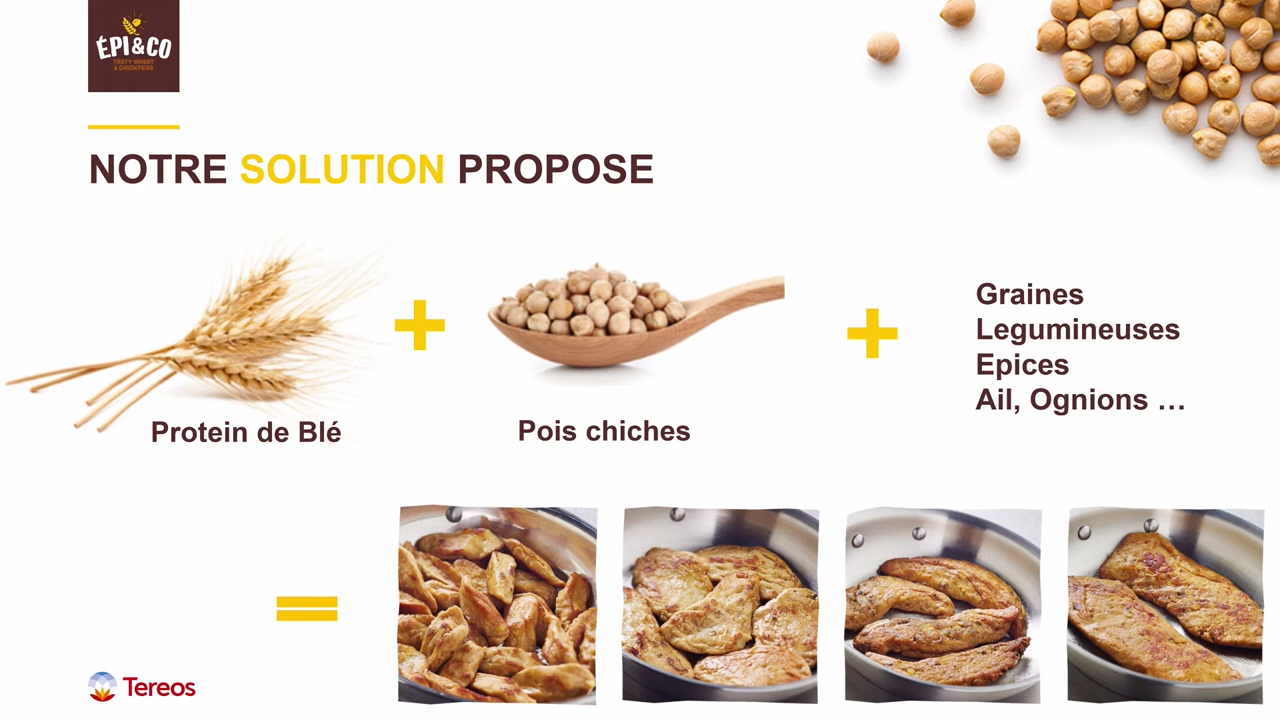 ÉPI&CO
TASTY WHEAT
& CHICKPEAS
NOTRE SOLUTION PROPOSE
Graines
Legumineuses
Epices
Ail, Ognions …
Protein de Blé
Pois chiches
Tereos